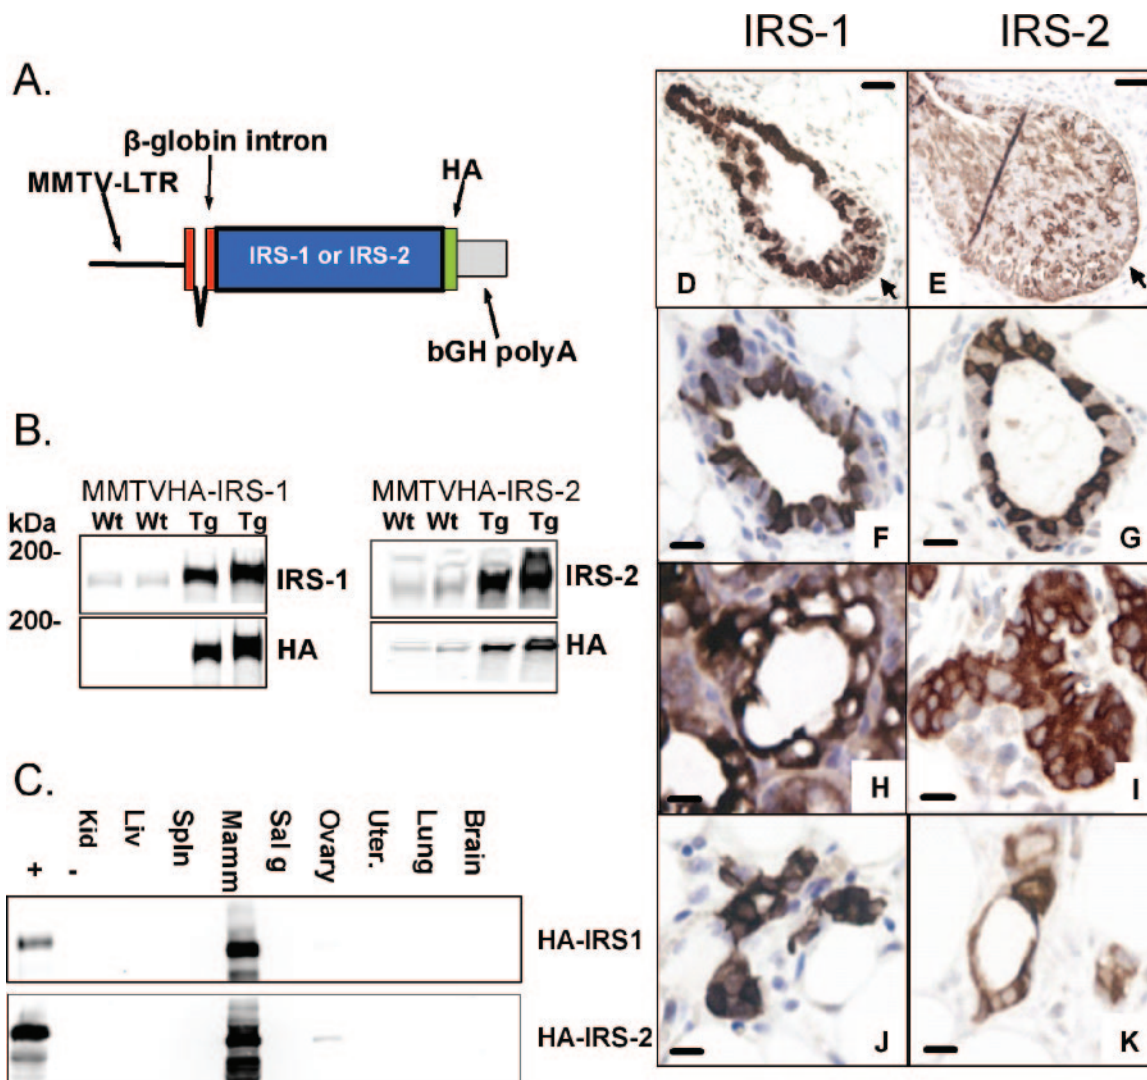 A.
β-globin intron
MMTV-LTR
HA
IRS-1 or IRS-2
bGH polyA
B.
MMTVHA-IRS-1
MMTVHA-IRS-2
kDa
Wt Wt Tg Tg
Wt Wt Tg Tg
200-
IRS-1
IRS-2
200-
HA
HA
C.
+ - Kid Liv Spln Mamm Sal g Ovary Uter. Lung Brain
HA-IRS1
HA-IRS-2
IRS-1 IRS-2
D E
F G
H I
J K